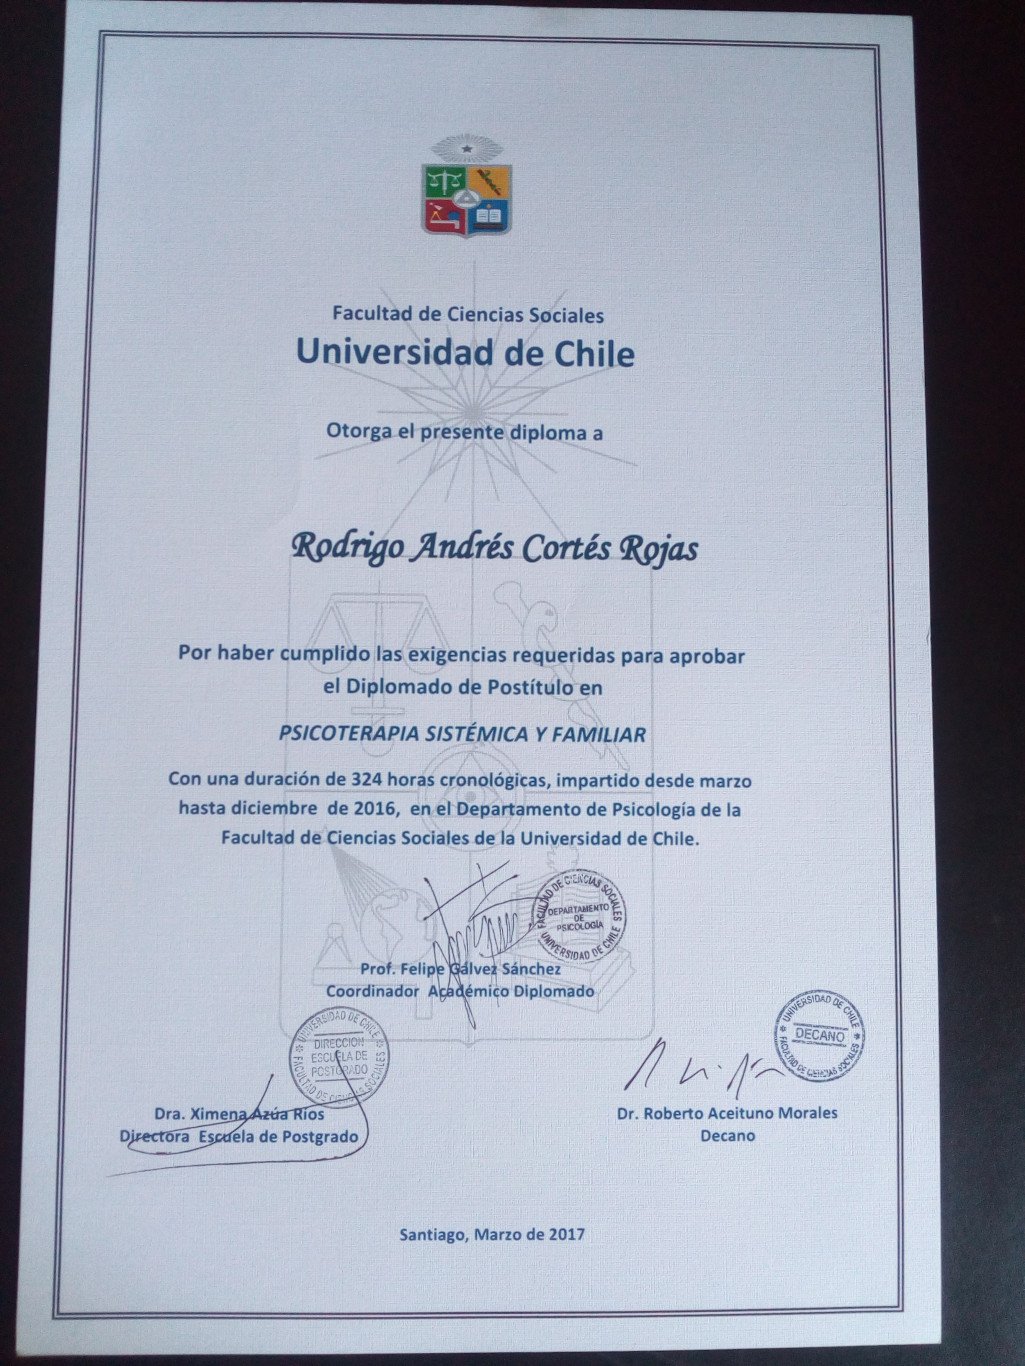 Facultad de Ciencias Sociales
Universidad de Chile
Otorga el presente diploma a
Rodrigo Andrés Cortés Rojas
Por haber cumplido las exigencias requeridas para aprobar
el Diplomado de Postítulo en
PSICOTERAPIA SISTÉMICA Y FAMILIAR
Con una duración de 324 horas cronológicas, impartido desde marzo
hasta diciembre de 2016, en el Departamento de Psicología de la
Facultad de Ciencias Sociales de la Universidad de Chile.
FACULTAD DE CIENCIAS SOCIALES
DEPARTAMENTO
DE
PSICOLOGÍA
UNIVERSIDAD DE CHILE
Prof. Felipe Gálvez Sánchez
Coordinador Académico Diplomado
UNIVERSIDAD DE CHILE
DIRECCION
ESCUELA DE
POSTGRADO
FACULTAD DE CIENCIAS SOCIALES
Dra. Ximena Azúa Ríos
Directora Escuela de Postgrado
UNIVERSIDAD DE CHILE
DECANO
FACULTAD DE CIENCIAS SOCIALES
Dr. Roberto Aceituno Morales
Decano
Santiago, Marzo de 2017